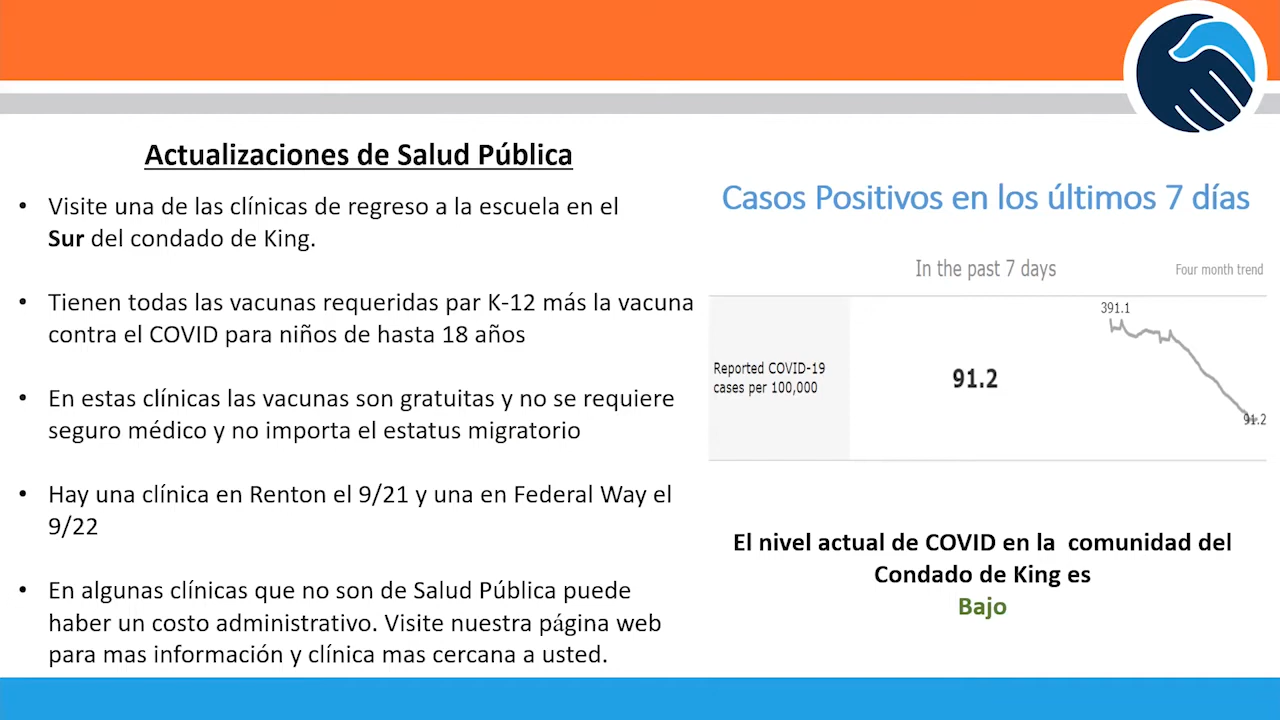 Actualizaciones de Salud Pública
• Visite una de las clínicas de regreso a la escuela en el
Sur del condado de King.
• Tienen todas las vacunas requeridas par K-12 más la vacuna
contra el COVID para niños de hasta 18 años
• En estas clínicas las vacunas son gratuitas y no se requiere
seguro médico y no importa el estatus migratorio
• Hay una clínica en Renton el 9/21 y una en Federal Way el
9/22
• En algunas clínicas que no son de Salud Pública puede
haber un costo administrativo. Visite nuestra página web
para mas información y clínica mas cercana a usted.
Casos Positivos en los últimos 7 días
In the past 7 days
Four month trend
391.1
Reported COVID-19
cases per 100,000
91.2
91.2
El nivel actual de COVID en la  comunidad del
Condado de King es
Bajo